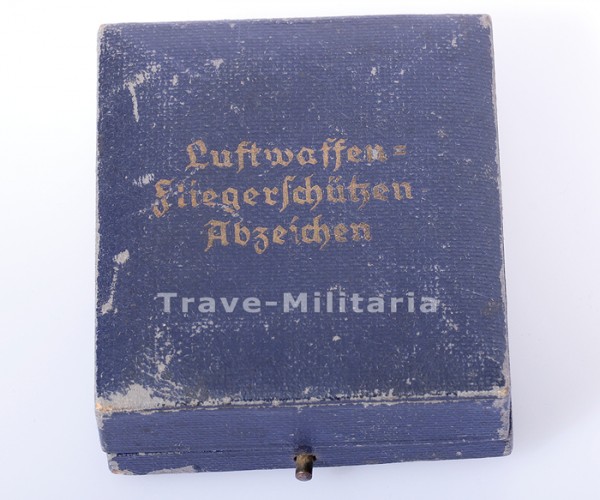 Luftwaffen=
Fliegerſchützen
Abzeichen
Trave-Militaria